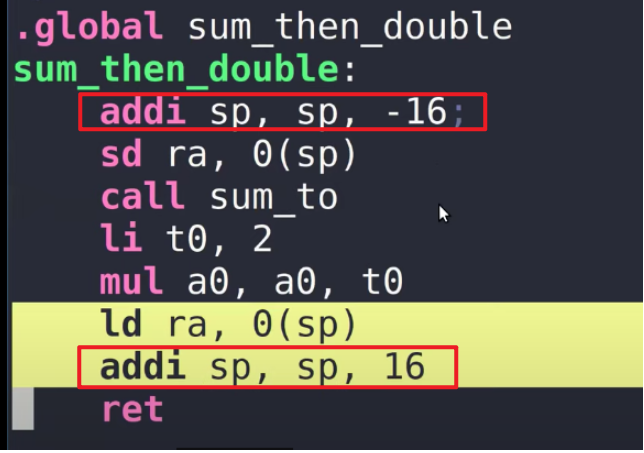 .global sum_then_double
sum_then_double:
addi sp, sp, -16;
sd ra, 0(sp)
call sum_to
li t0, 2
mul a0, a0, t0
ld ra, 0(sp)
addi sp, sp, 16
ret